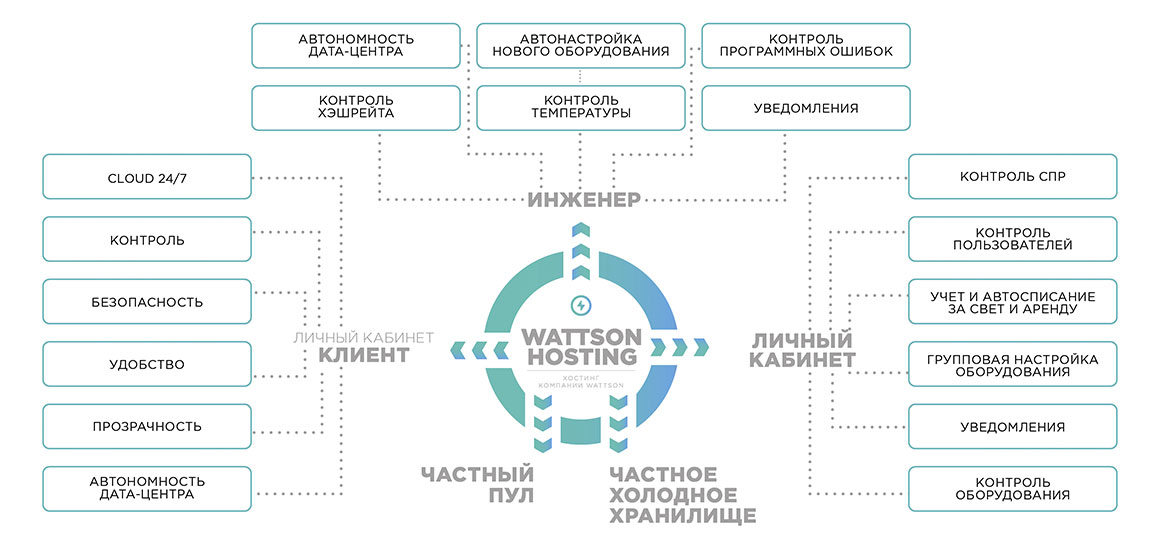 АВТОНОМНОСТЬ
ДАТА-ЦЕНТРА
АВТОНАСТРОЙКА
НОВОГО ОБОРУДОВАНИЯ
КОНТРОЛЬ
ПРОГРАММНЫХ ОШИБОК
КОНТРОЛЬ
ХЭШРЕЙТА
КОНТРОЛЬ
ТЕМПЕРАТУРЫ
УВЕДОМЛЕНИЯ
ИНЖЕНЕР
CLOUD 24/7
КОНТРОЛЬ
БЕЗОПАСНОСТЬ
УДОБСТВО
ПРОЗРАЧНОСТЬ
АВТОНОМНОСТЬ
ДАТА-ЦЕНТРА
ЛИЧНЫЙ КАБИНЕТ
КЛИЕНТ
WATTSON
HOSTING
ХОСТИНГ
КОМПАНИИ WATTSON
ЛИЧНЫЙ
КАБИНЕТ
КОНТРОЛЬ СПР
КОНТРОЛЬ
ПОЛЬЗОВАТЕЛЕЙ
УЧЕТ И АВТОСПИСАНИЕ
ЗА СВЕТ И АРЕНДУ
ГРУППОВАЯ НАСТРОЙКА
ОБОРУДОВАНИЯ
УВЕДОМЛЕНИЯ
КОНТРОЛЬ
ОБОРУДОВАНИЯ
ЧАСТНЫЙ
ПУЛ
ЧАСТНОЕ
ХОЛОДНОЕ
ХРАНИЛИЩЕ